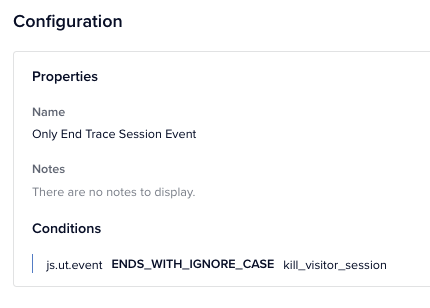 Configuration
Properties
Name
Only End Trace Session Event
Notes
There are no notes to display.
Conditions
js.ut.event ENDS_WITH_IGNORE_CASE kill_visitor_session